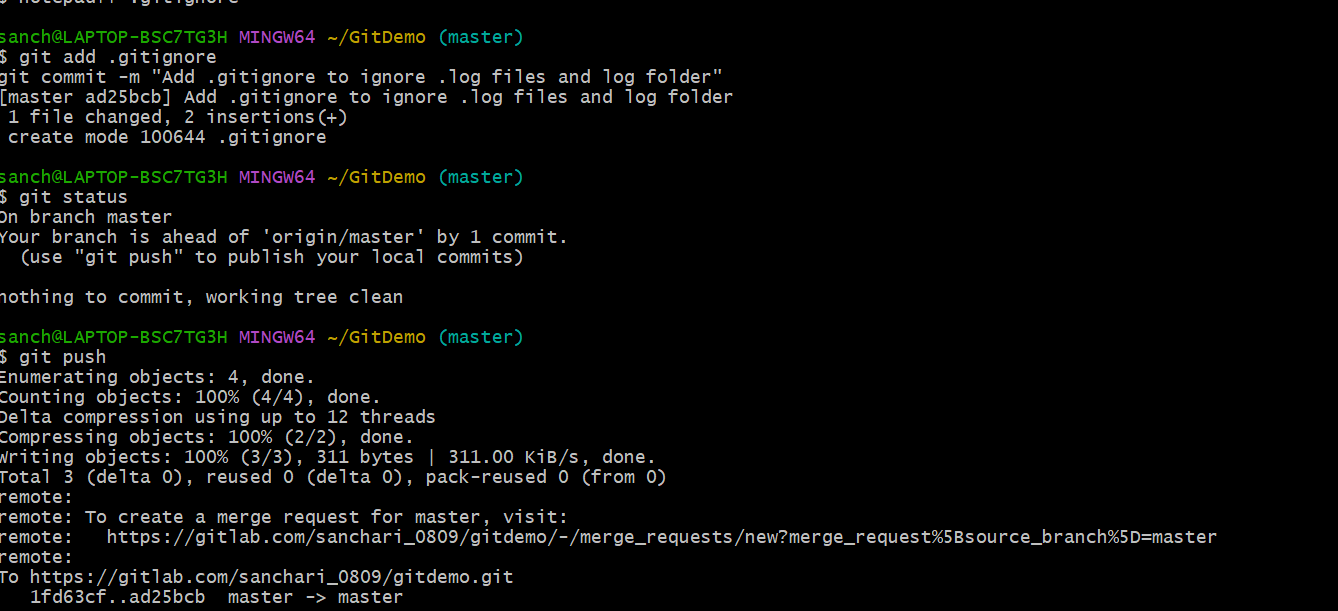 $ notepad++ .gitignore
sanch@LAPTOP-BSC7TG3H MINGW64 ~/GitDemo (master)
$ git add .gitignore
git commit -m "Add .gitignore to ignore .log files and log folder"
[master ad25bcb] Add .gitignore to ignore .log files and log folder
 1 file changed, 2 insertions(+)
 create mode 100644 .gitignore
sanch@LAPTOP-BSC7TG3H MINGW64 ~/GitDemo (master)
$ git status
On branch master
Your branch is ahead of 'origin/master' by 1 commit.
  (use "git push" to publish your local commits)
nothing to commit, working tree clean
sanch@LAPTOP-BSC7TG3H MINGW64 ~/GitDemo (master)
$ git push
Enumerating objects: 4, done.
Counting objects: 100% (4/4), done.
Delta compression using up to 12 threads
Compressing objects: 100% (2/2), done.
Writing objects: 100% (3/3), 311 bytes | 311.00 KiB/s, done.
Total 3 (delta 0), reused 0 (delta 0), pack-reused 0 (from 0)
remote:
remote: To create a merge request for master, visit:
remote:   https://gitlab.com/sanchari_0809/gitdemo/-/merge_requests/new?merge_request%5Bsource_branch%5D=master
remote:
To https://gitlab.com/sanchari_0809/gitdemo.git
   1fd63cf..ad25bcb  master -> master